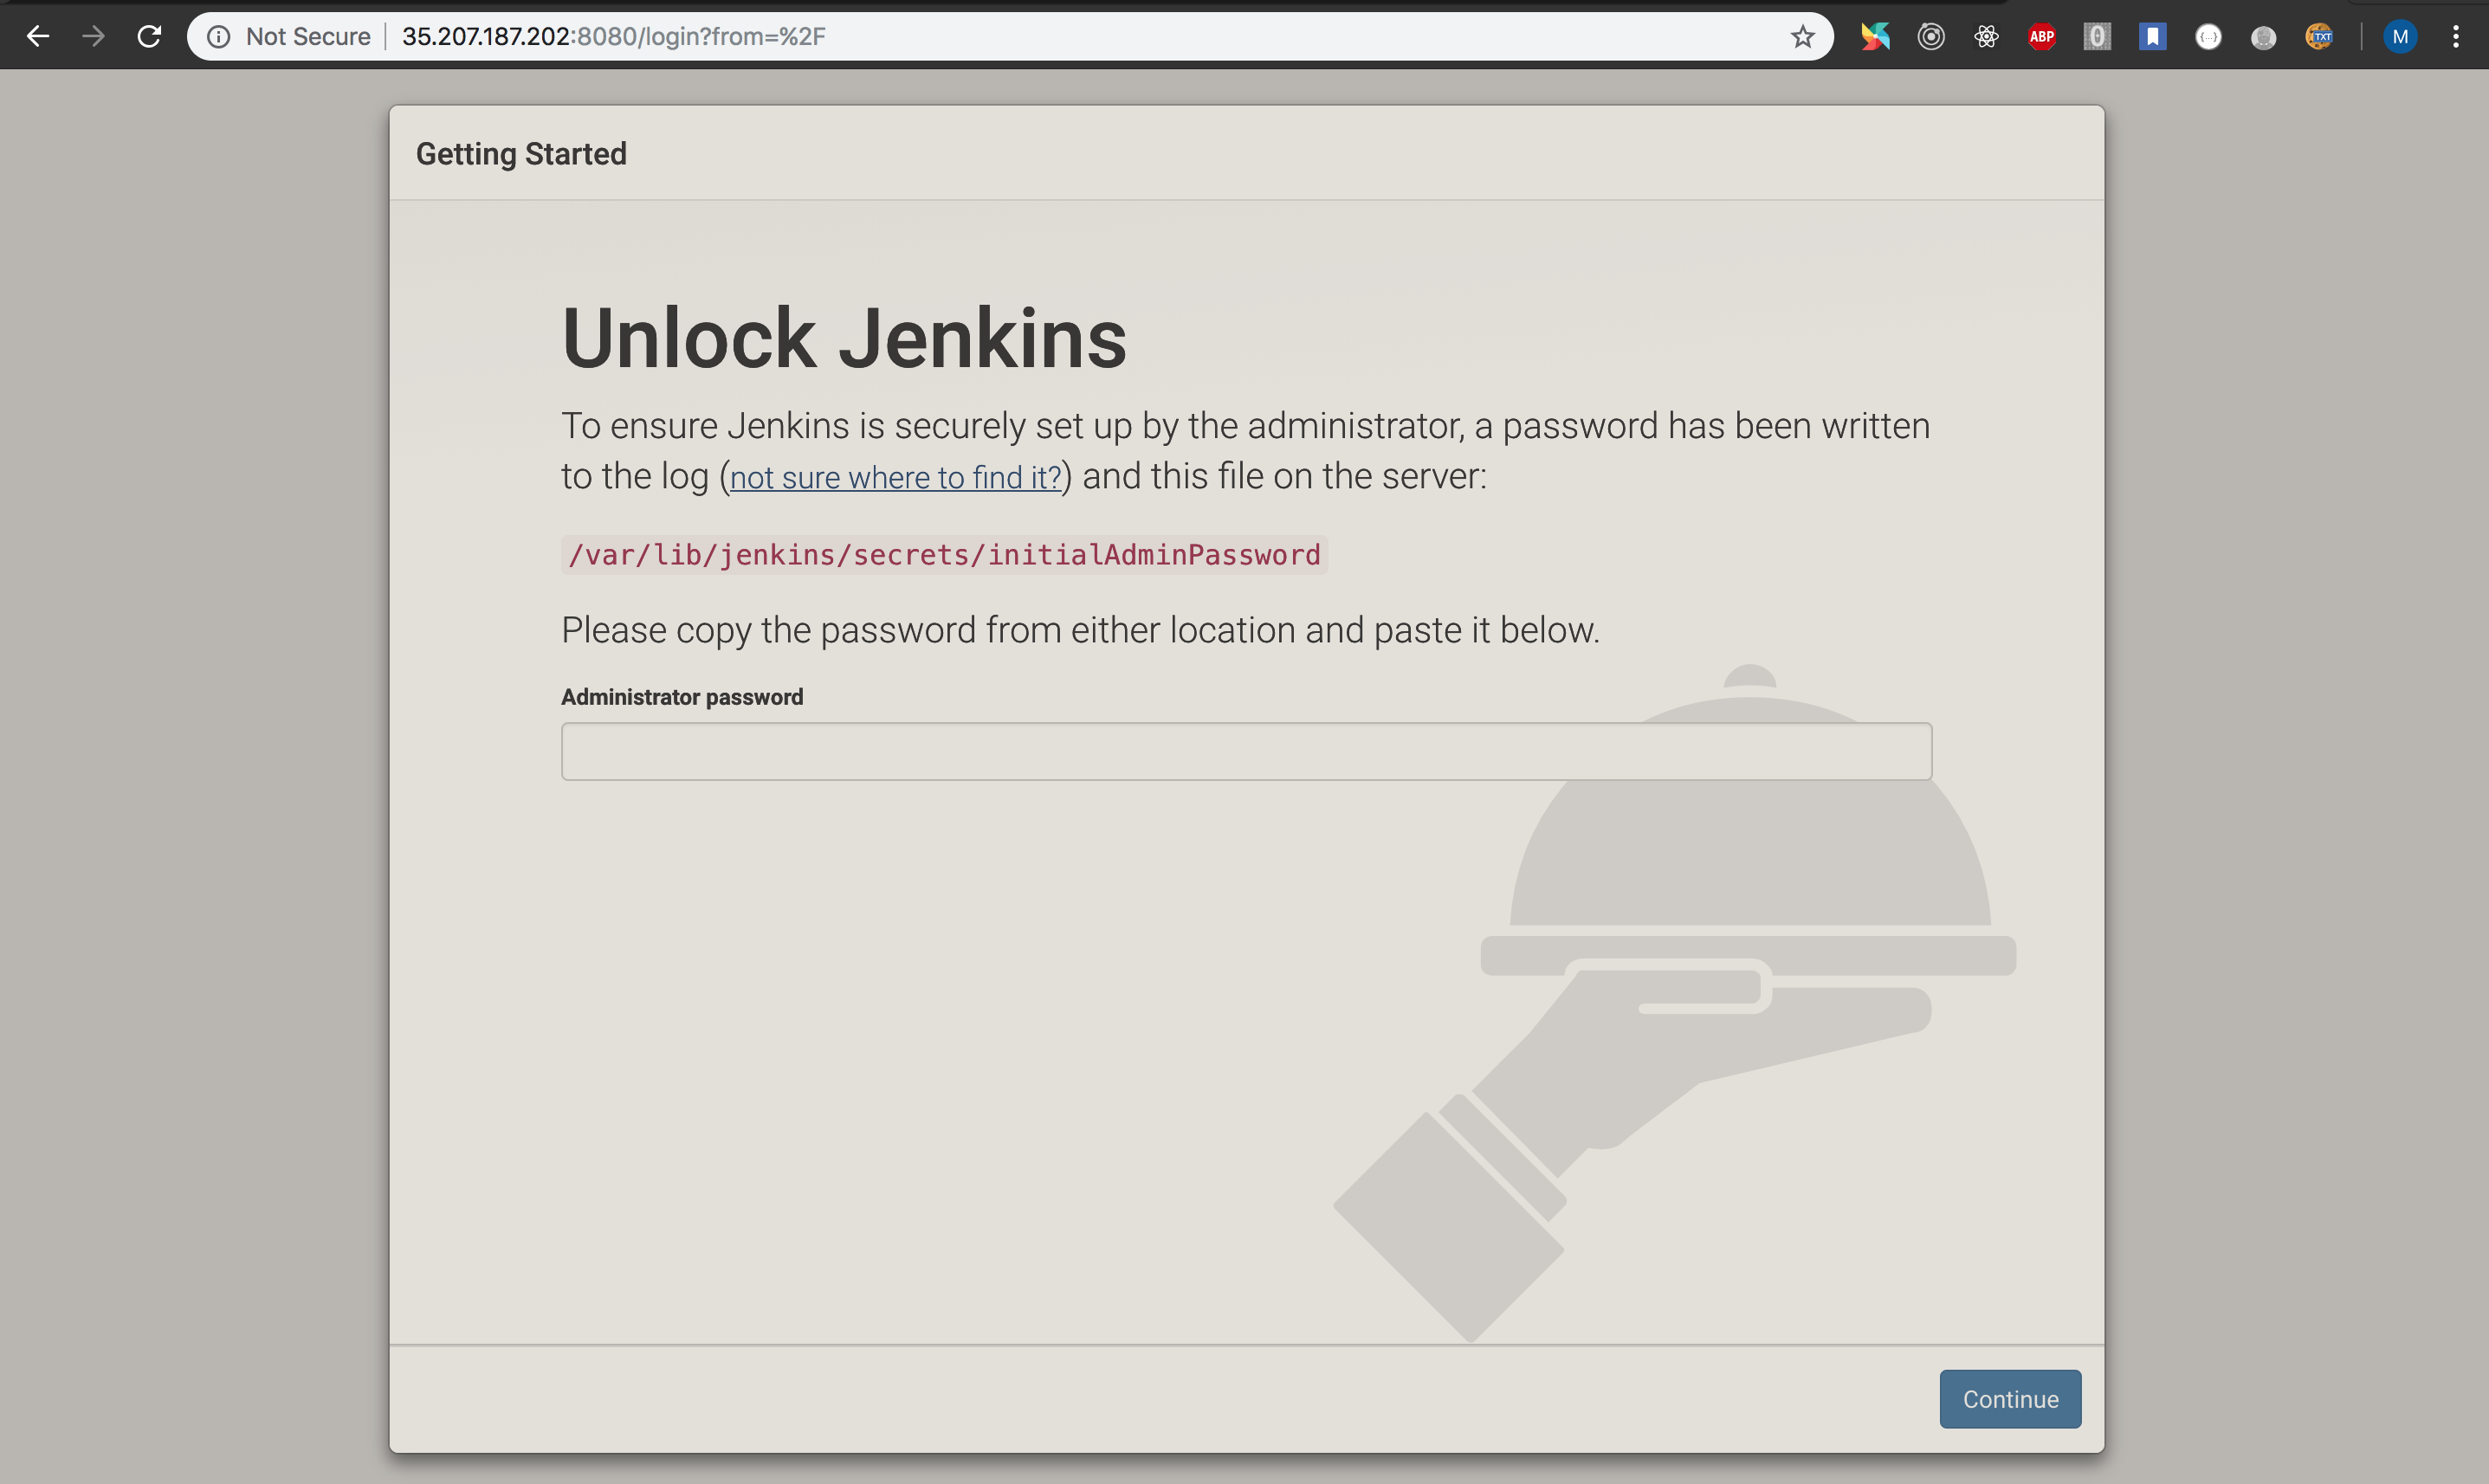 Not Secure 35.207.187.202:8080/login?from=%2F
ABP
0
{...}
TXT
M
Getting Started
Unlock Jenkins
To ensure Jenkins is securely set up by the administrator, a password has been written
to the log (not sure where to find it?) and this file on the server:
/var/lib/jenkins/secrets/initialAdminPassword
Please copy the password from either location and paste it below.
Administrator password
Continue